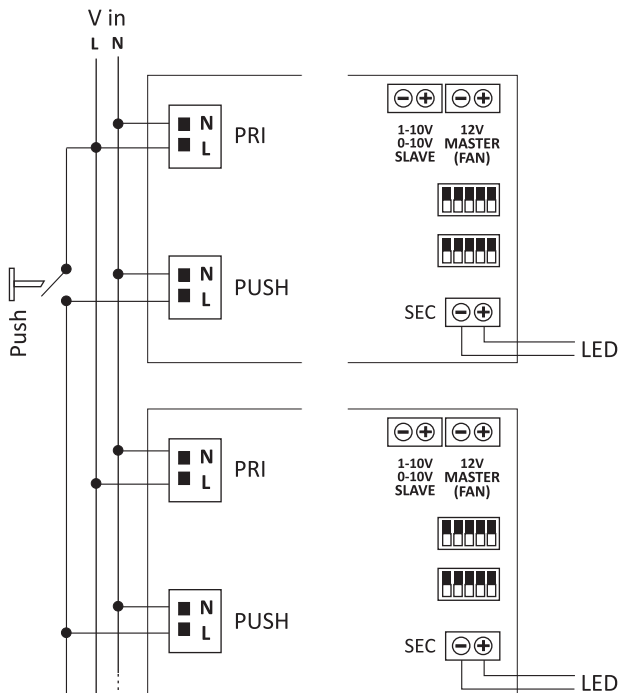 V in
L N
N
L
PRI
1-10V
0-10V
SLAVE
12V
MASTER
(FAN)
N
L
PUSH
Push
SEC
LED
N
L
PRI
1-10V
0-10V
SLAVE
12V
MASTER
(FAN)
N
L
PUSH
SEC
LED